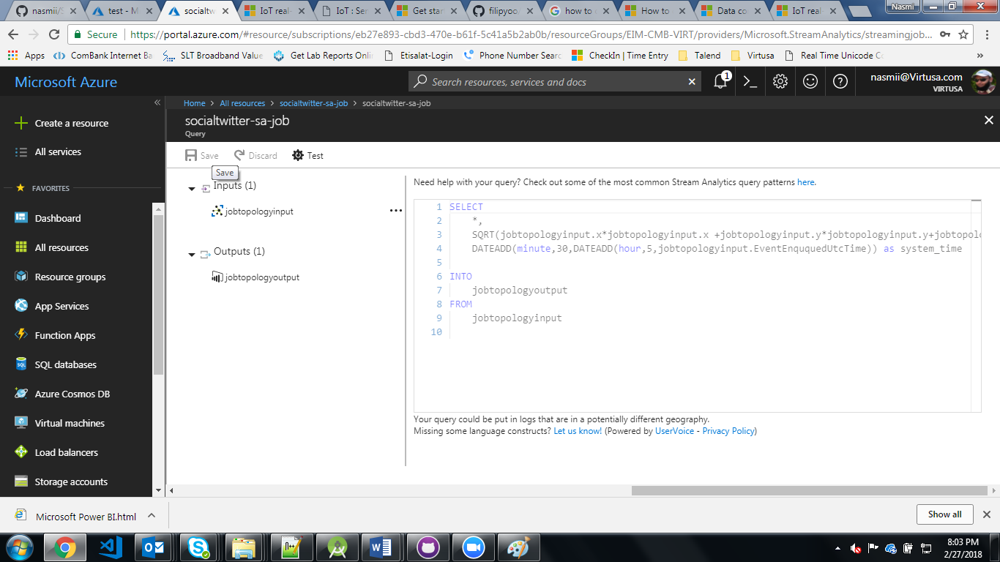 nasmii/S
test - M
socialtwitter
IoT real-
IoT : Ser
Get star
filipyoo/
how to c
How to
Data co
IoT real-
Nasmi
Secure
https://portal.azure.com/#resource/subscriptions/eb27e893-cbd3-470e-b61f-5c41a5b2ab0b/resourceGroups/EIM-CMB-VIRT/providers/Microsoft.StreamAnalytics/streamingjob...
Apps
ComBank Internet Ba
SLT Broadband Value
Get Lab Reports Onli
Etisalat-Login
Phone Number Searc
CheckIn | Time Entry
Talend
Virtusa
Real Time Unicode Co
»
Microsoft Azure
Search resources, services and docs
1
nasmii@Virtusa.com
VIRTUSA
Home > All resources > socialtwitter-sa-job > socialtwitter-sa-job
socialtwitter-sa-job
Query
Create a resource
All services
FAVORITES
Dashboard
All resources
Resource groups
App Services
Function Apps
SQL databases
Azure Cosmos DB
Virtual machines
Load balancers
Storage accounts
Save
Discard
Test
Save
Inputs (1)
jobtopologyinput
Outputs (1)
jobtopologyoutput
Need help with your query? Check out some of the most common Stream Analytics query patterns here.
1 SELECT
2 *,
3 SQRT(jobtopologyinput.x*jobtopologyinput.x +jobtopologyinput.y*jobtopologyinput.y+jobtopolo
4 DATEADD(minute,30,DATEADD(hour,5,jobtopologyinput.EventEnququedUtcTime)) as system_time
5
6 INTO
7 jobtopologyoutput
8 FROM
9 jobtopologyinput
10
Your query could be put in logs that are in a potentially different geography.
Missing some language constructs? Let us know! (Powered by UserVoice - Privacy Policy)
Microsoft Power BI.html
Show all
8:03 PM
2/27/2018